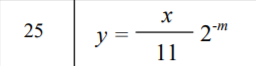 25 y = x/11 2^-m